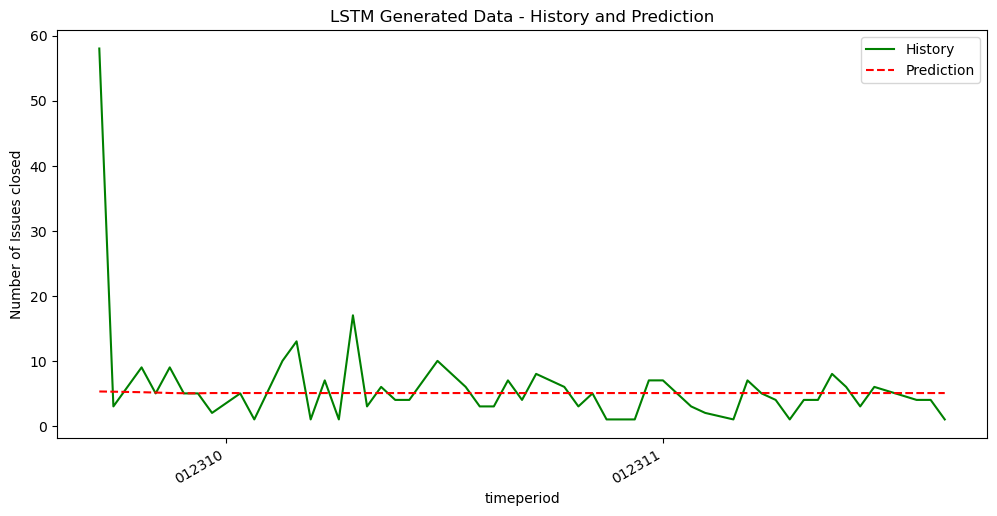 LSTM Generated Data - History and Prediction
History
Prediction
Number of Issues closed
60
50
40
30
20
10
0
012310
012311
timeperiod